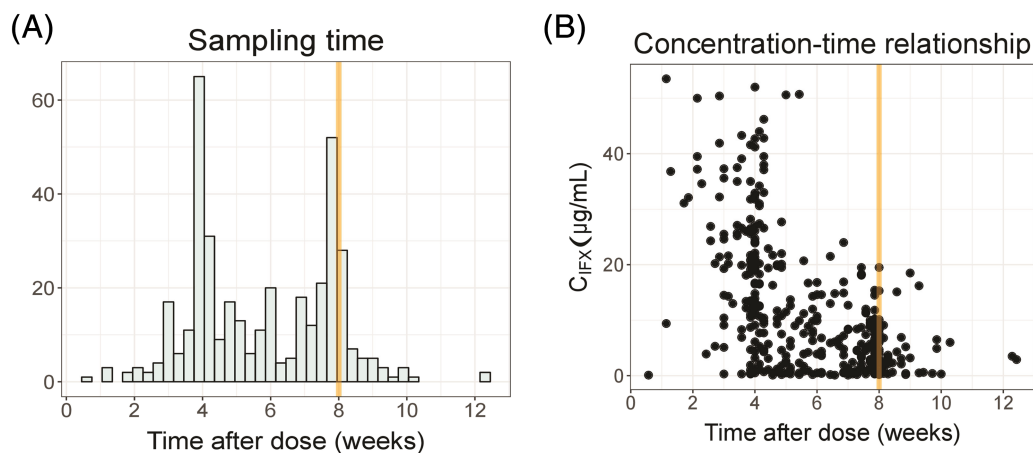 (A)
Sampling time
60
40
20
0
0 2 4 6 8 10 12
Time after dose (weeks)
(B)
Concentration-time relationship
C_IFX (μg/mL)
40
20
0
0 2 4 6 8 10 12
Time after dose (weeks)